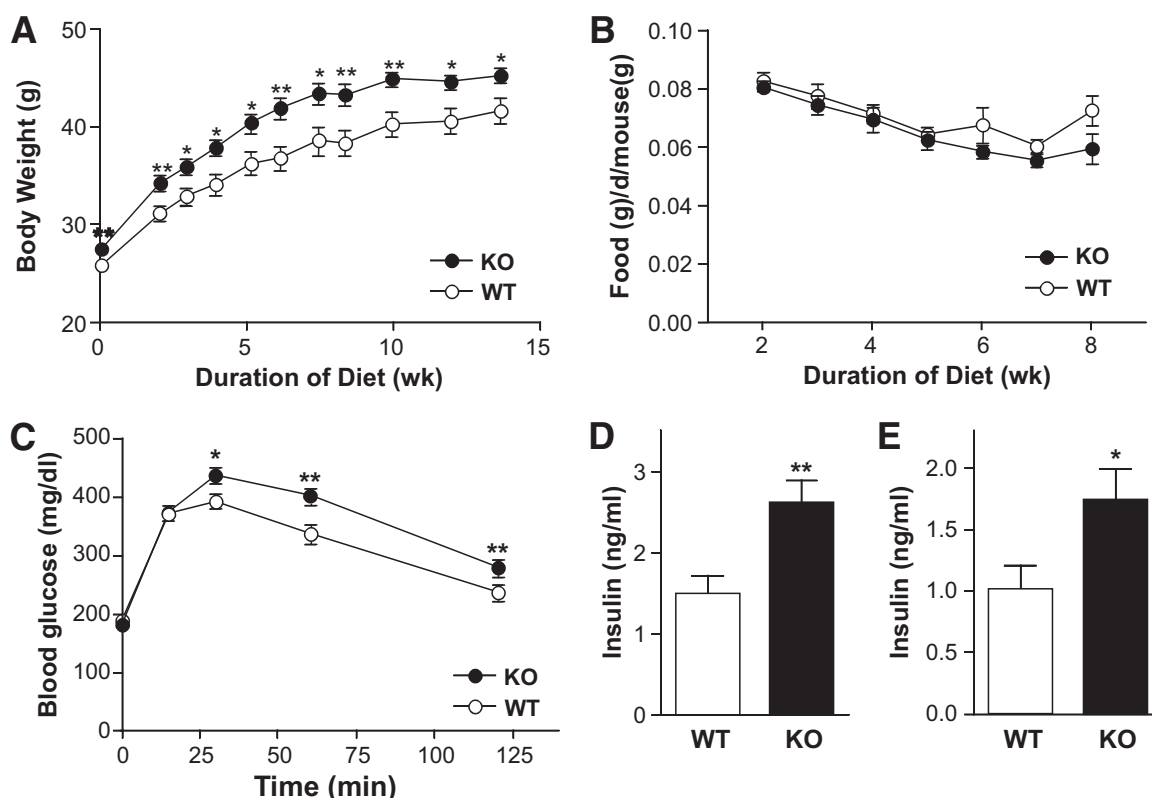 A
Body Weight (g)
50
40
30
20
** ** * * * ** * ** ** * *
KO
WT
0 5 10 15
Duration of Diet (wk)
B
Food (g)/d/mouse(g)
0.10
0.08
0.06
0.04
0.02
0.00
KO
WT
2 4 6 8
Duration of Diet (wk)
C
Blood glucose (mg/dl)
500
400
300
200
100
0
* ** **
KO
WT
0 25 50 75 100 125
Time (min)
D
Insulin (ng/ml)
3
2
1
0
**
WT KO
E
Insulin (ng/ml)
2.0
1.5
1.0
0.5
0.0
*
WT KO